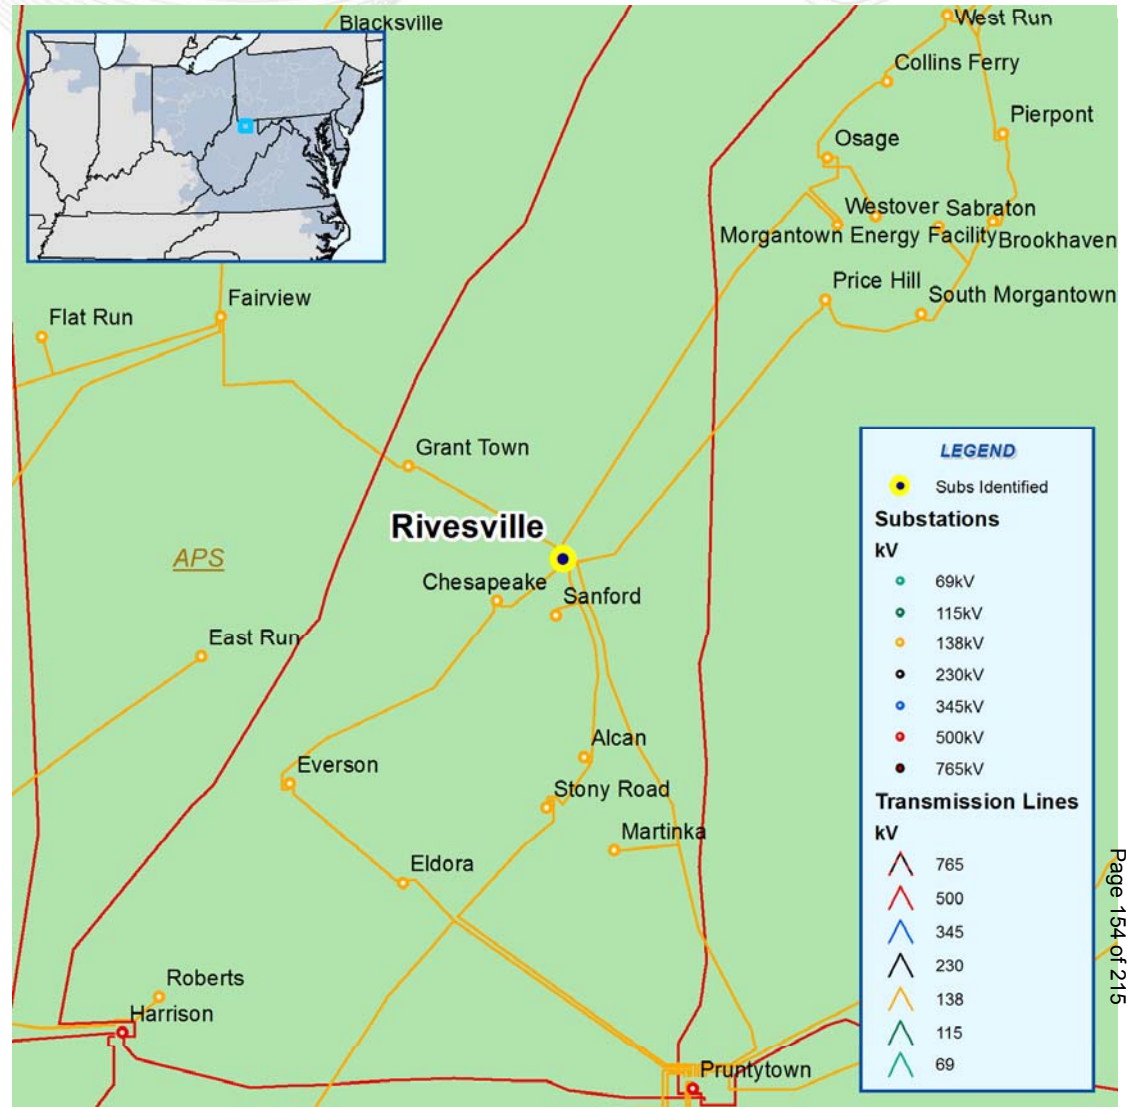 Blacksville
West Run
Collins Ferry
Pierpont
Osage
Westover
Sabraton
Morgantown Energy Facility
Brookhaven
Price Hill
South Morgantown
Fairview
Flat Run
Grant Town
Rivesville
APS
Chesapeake
Sanford
East Run
Alcan
Everson
Stony Road
Martinka
Eldora
Roberts
Harrison
Pruntytown
LEGEND
Subs Identified
Substations
kV
69kV
115kV
138kV
230kV
345kV
500kV
765kV
Transmission Lines
kV
765
500
345
230
138
115
69
Page 154 of 215